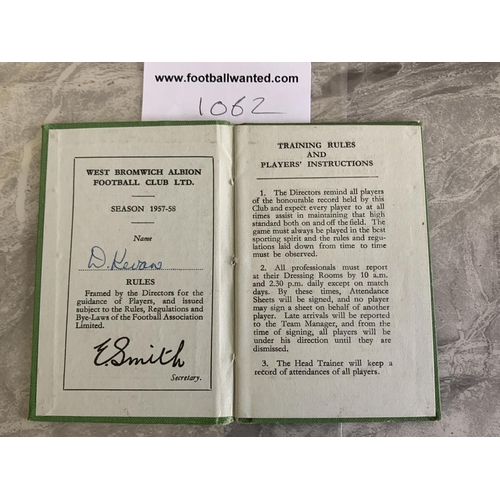 www.footballwanted.com
1062
WEST BROMWICH ALBION
FOOTBALL CLUB LTD.
SEASON 1957-58
Name
D. Kevan
RULES
Framed by the Directors for the
guidance of Players, and issued
subject to the Rules, Regulations and
Bye-Laws of the Football Association
Limited.
E. Smith
Secretary.
TRAINING RULES
AND
PLAYERS' INSTRUCTIONS
1. The Directors remind all players
of the honourable record held by this
Club and expect every player to at all
times assist in maintaining that high
standard both on and off the field. The
game must always be played in the best
sporting spirit and the rules and regu-
lations laid down from time to time
must be observed.
2. All professionals must report
at their Dressing Rooms by 10 a.m.
and 2.30 p.m. daily except on match
days. By these times, Attendance
Sheets will be signed, and no player
may sign a sheet on behalf of another
player. Late arrivals will be reported
to the Team Manager, and from the
time of signing, all players will be
under his direction until they are
dismissed.
3. The Head Trainer will keep a
record of attendances of all players.